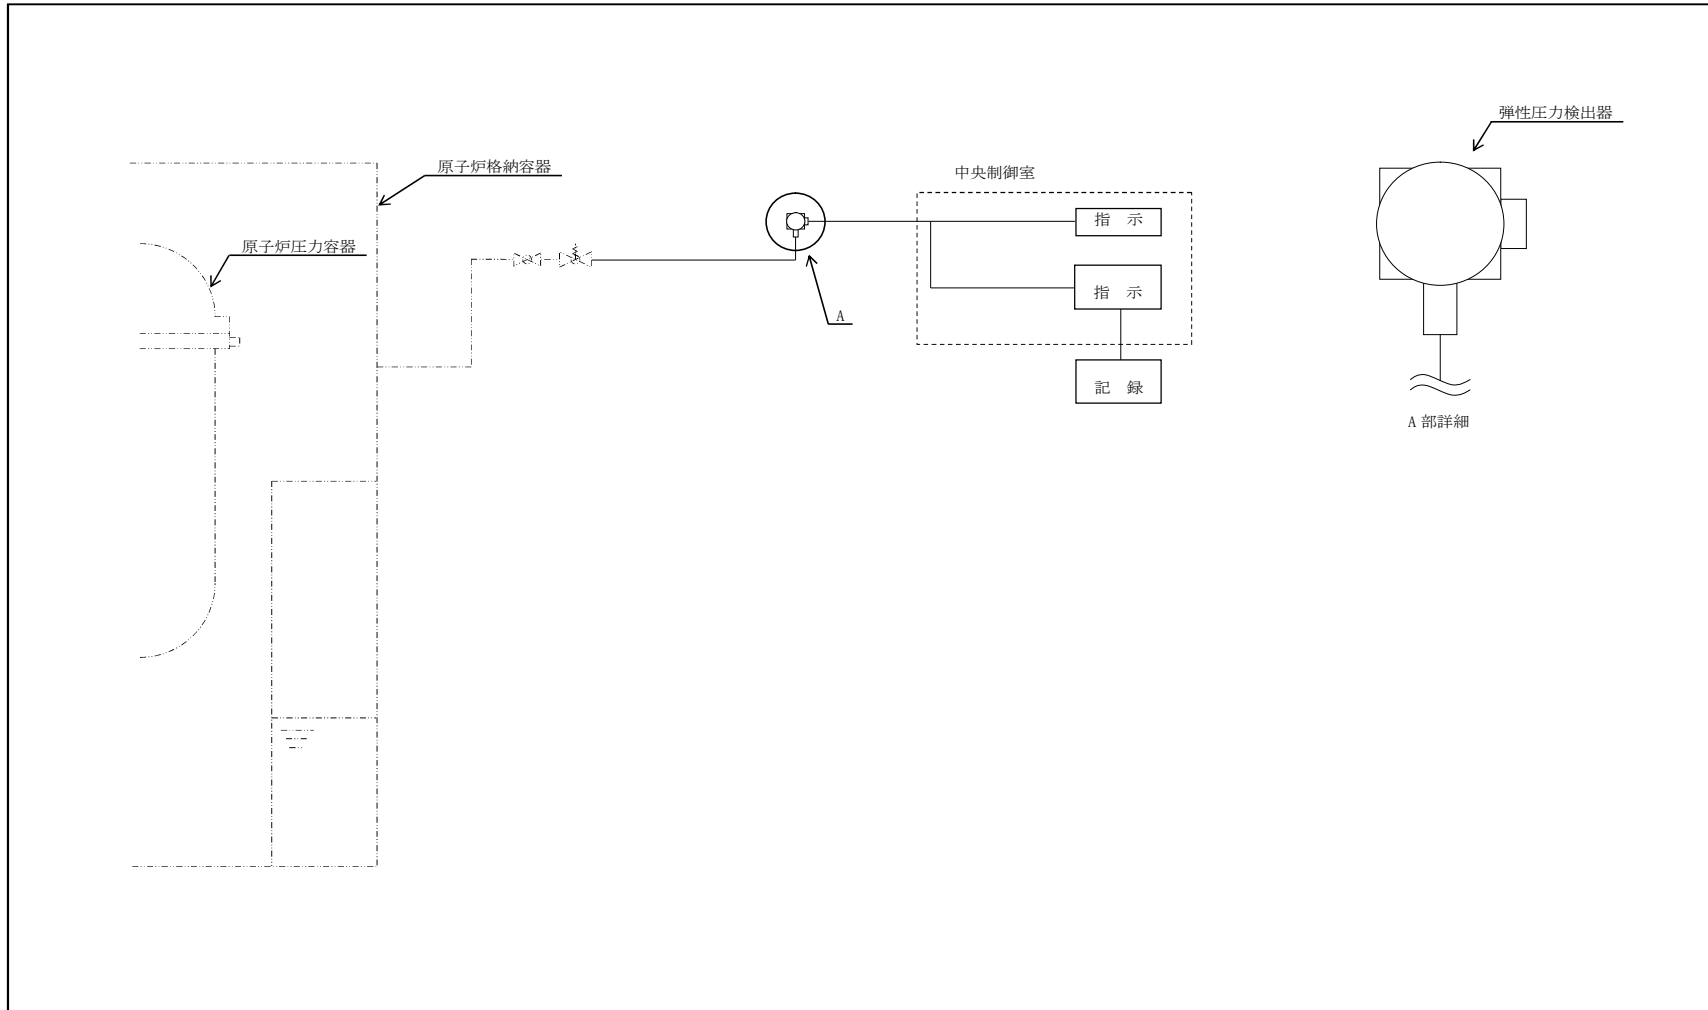 弾性圧力検出器
原子炉格納容器
中央制御室
指 示
原子炉圧力容器
指 示
A
記 録
A 部詳細